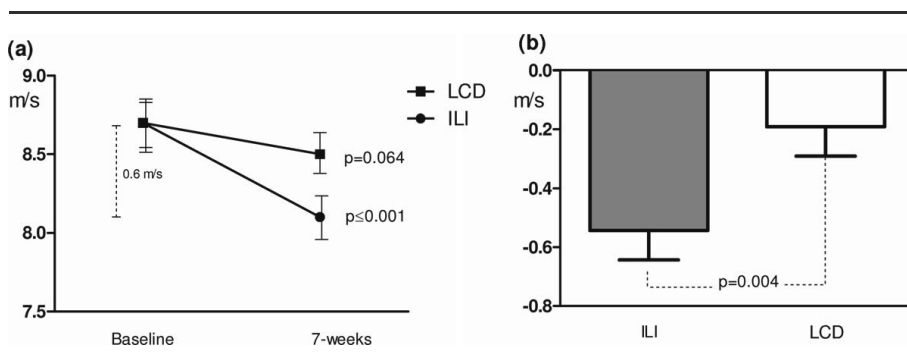 (a)
9.0
m/s
8.5
8.0
7.5
0.6 m/s
LCD
ILI
p=0.064
p≤0.001
Baseline
7-weeks
(b)
0.0
m/s
-0.2
-0.4
-0.6
-0.8
p=0.004
ILI
LCD